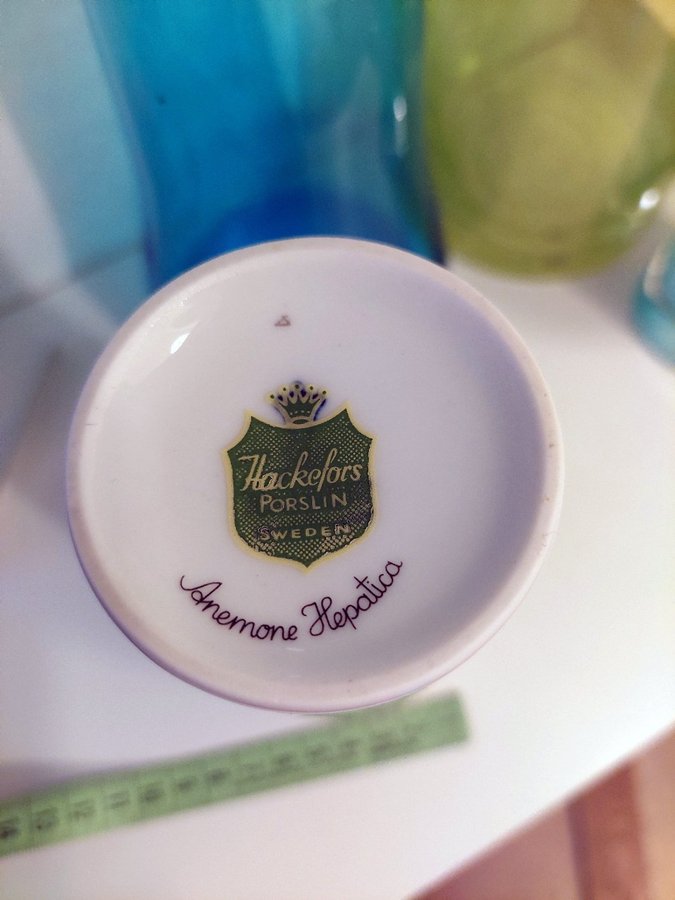 Hackefors
PORSLIN
SWEDEN
Anemone Hepatica